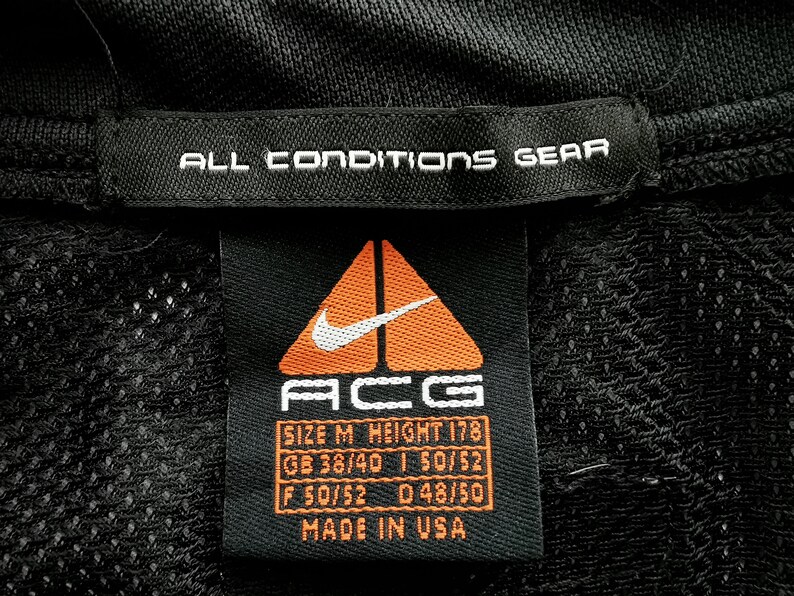 ALL CONDITIONS GEAR
ACG
SIZE M HEIGHT 178
GB 38/40 I 50/52
F 50/52 D 48/50
MADE IN USA